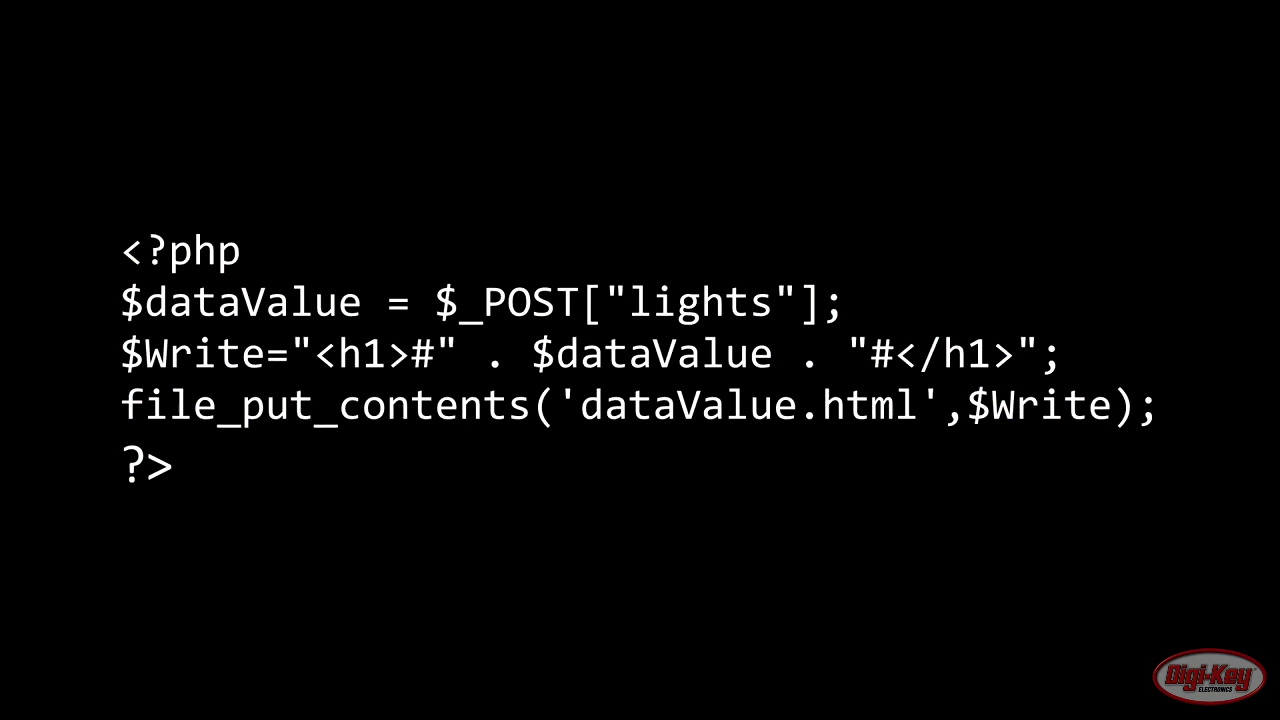 <?php
$dataValue = $_POST["lights"];
$Write="<h1>#" . $dataValue . "#</h1>";
file_put_contents('dataValue.html',$Write);
?>
Digi-Key
ELECTRONICS